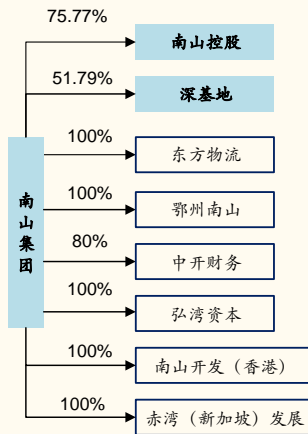 75.77%
南山控股
51.79%
深基地
100%
东方物流
100%
鄂州南山
南山集团
80%
中开财务
100%
弘湾资本
100%
南山开发（香港）
100%
赤湾（新加坡）发展